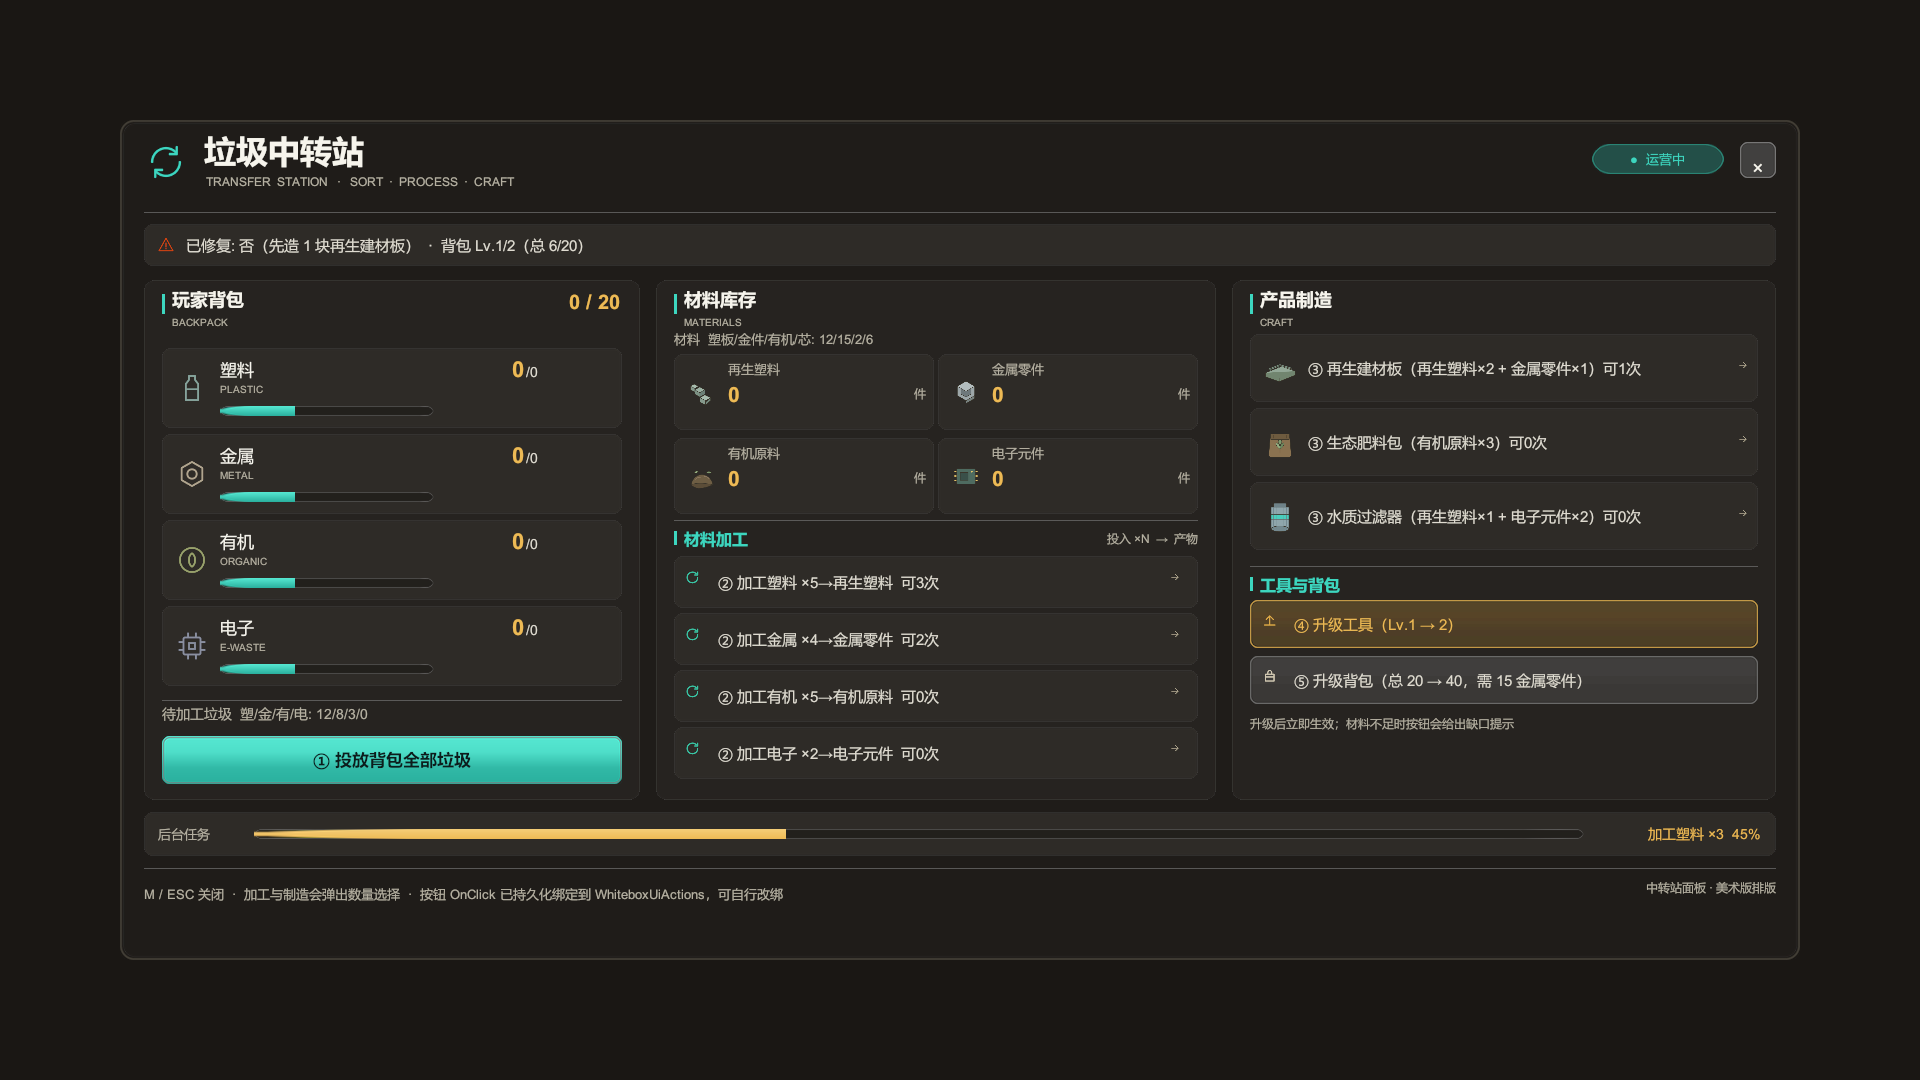 垃圾中转站
TRANSFER STATION · SORT · PROCESS · CRAFT
● 运营中
×
已修复: 否（先造 1 块再生建材板） · 背包 Lv.1/2（总 6/20）
玩家背包
BACKPACK
0 / 20
塑料
PLASTIC
0/0
金属
METAL
0/0
有机
ORGANIC
0/0
电子
E-WASTE
0/0
待加工垃圾 塑/金/有/电: 12/8/3/0
① 投放背包全部垃圾
材料库存
MATERIALS
材料 塑板/金件/有机/芯: 12/15/2/6
再生塑料
0 件
金属零件
0 件
有机原料
0 件
电子元件
0 件
材料加工
投入 ×N → 产物
② 加工塑料 ×5→再生塑料 可3次 →
② 加工金属 ×4→金属零件 可2次 →
② 加工有机 ×5→有机原料 可0次 →
② 加工电子 ×2→电子元件 可0次 →
产品制造
CRAFT
③ 再生建材板（再生塑料×2 + 金属零件×1）可1次 →
③ 生态肥料包（有机原料×3）可0次 →
③ 水质过滤器（再生塑料×1 + 电子元件×2）可0次 →
工具与背包
④ 升级工具（Lv.1 → 2）
⑤ 升级背包（总 20 → 40，需 15 金属零件）
升级后立即生效；材料不足时按钮会给出缺口提示
后台任务
加工塑料 ×3 45%
M / ESC 关闭 · 加工与制造会弹出数量选择 · 按钮 OnClick 已持久化绑定到 WhiteboxUiActions，可自行改绑
中转站面板 · 美术版排版